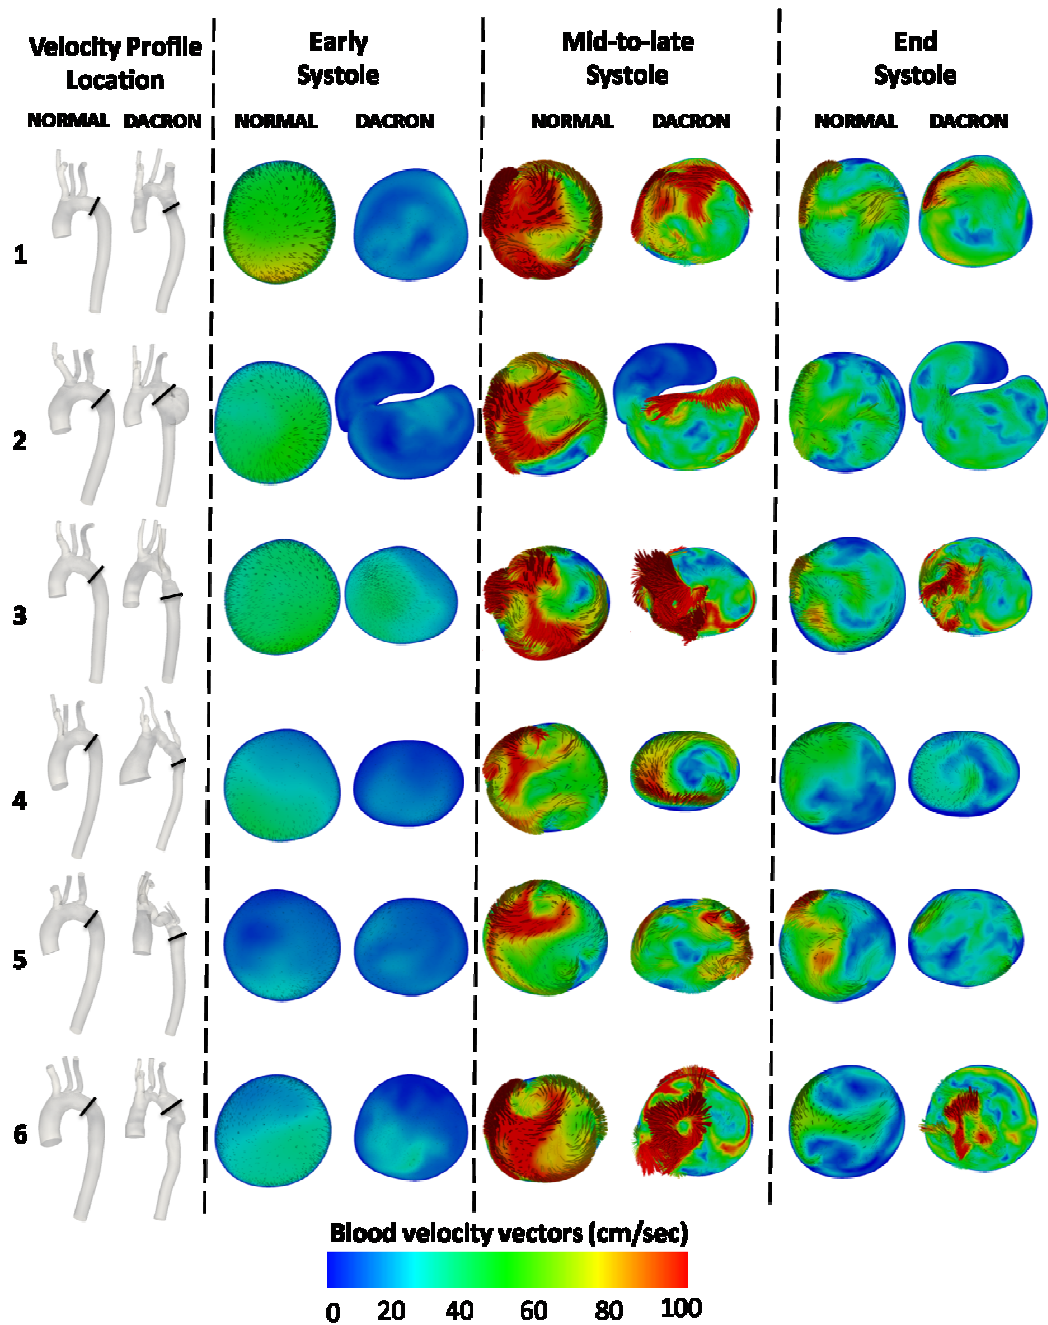 Velocity Profile
Location
Early
Systole
Mid-to-late
Systole
End
Systole
NORMAL DACRON NORMAL DACRON NORMAL DACRON NORMAL DACRON
1
2
3
4
5
6
Blood velocity vectors (cm/sec)
0 20 40 60 80 100